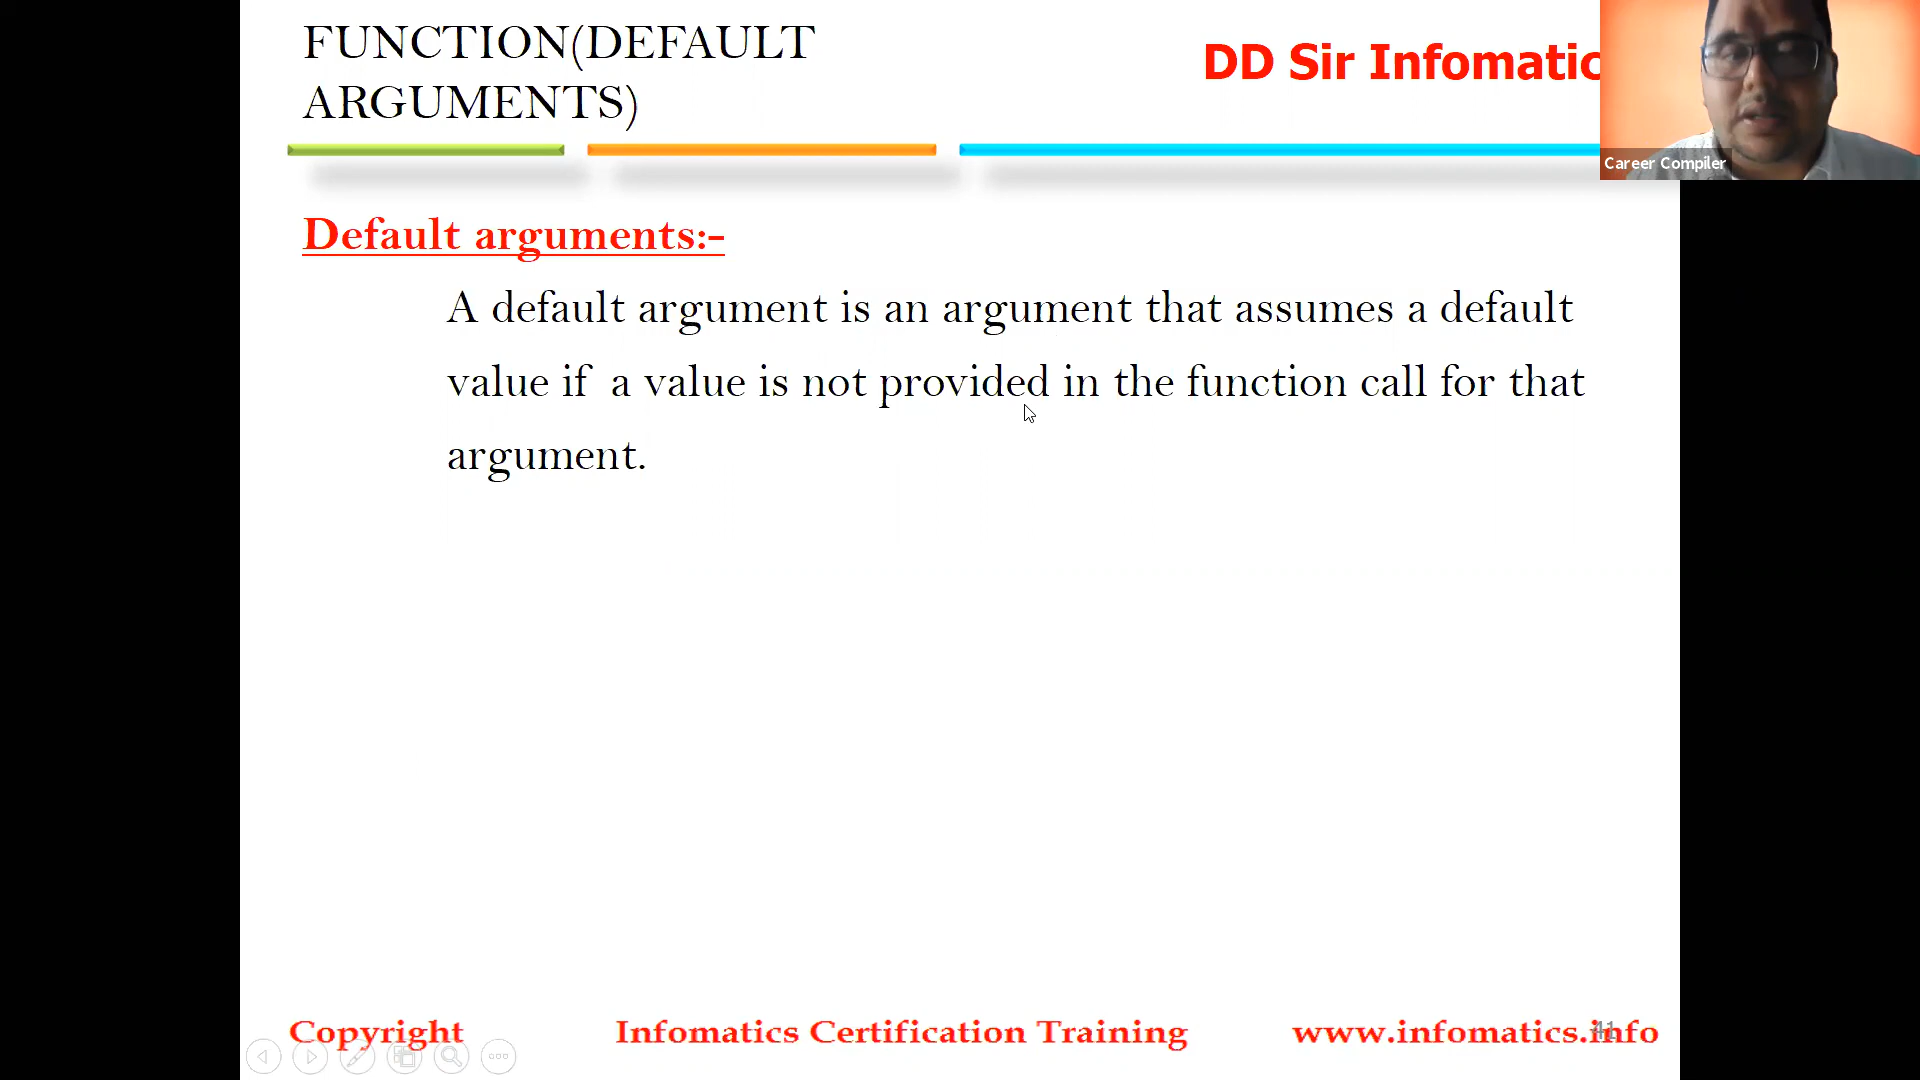 FUNCTION(DEFAULT
ARGUMENTS)
DD Sir Infomatic
Career Compiler
Default arguments:-
A default argument is an argument that assumes a default
value if a value is not provided in the function call for that
argument.
Copyright Infomatics Certification Training www.infomatics.info
41